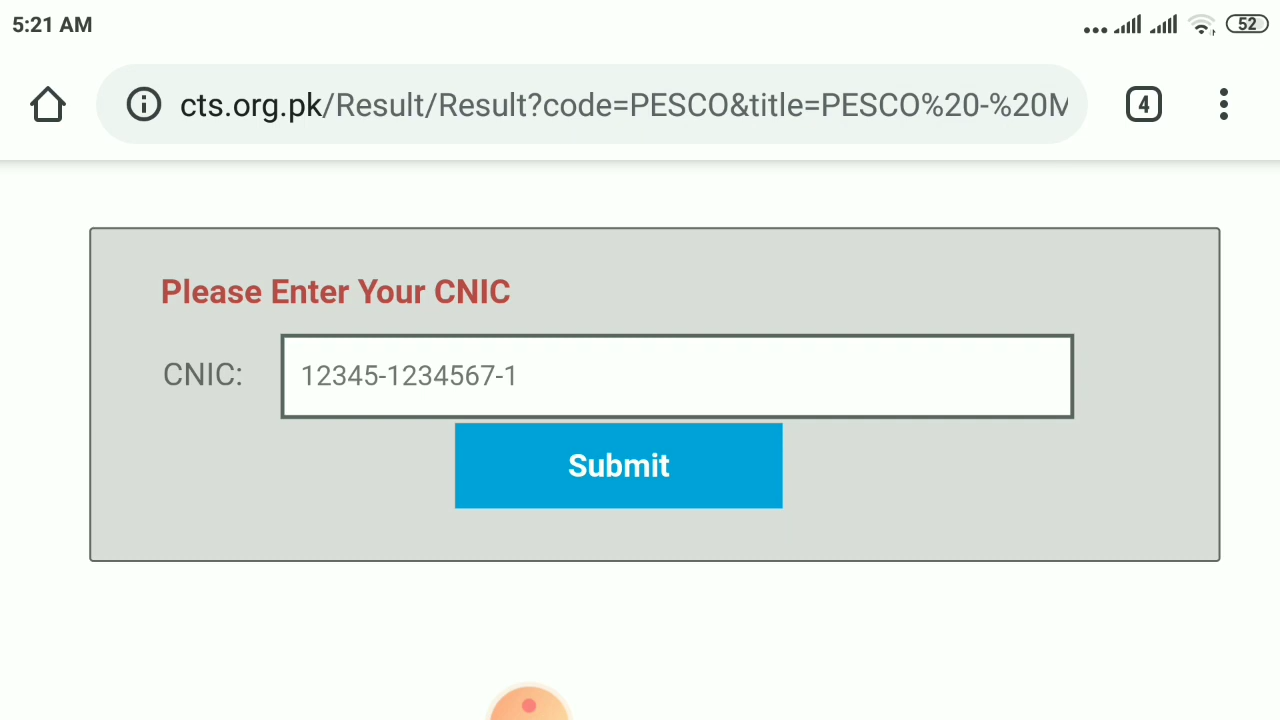 5:21 AM
52
cts.org.pk/Result/Result?code=PESCO&title=PESCO%20-%20M
4
Please Enter Your CNIC
CNIC:
12345-1234567-1
Submit